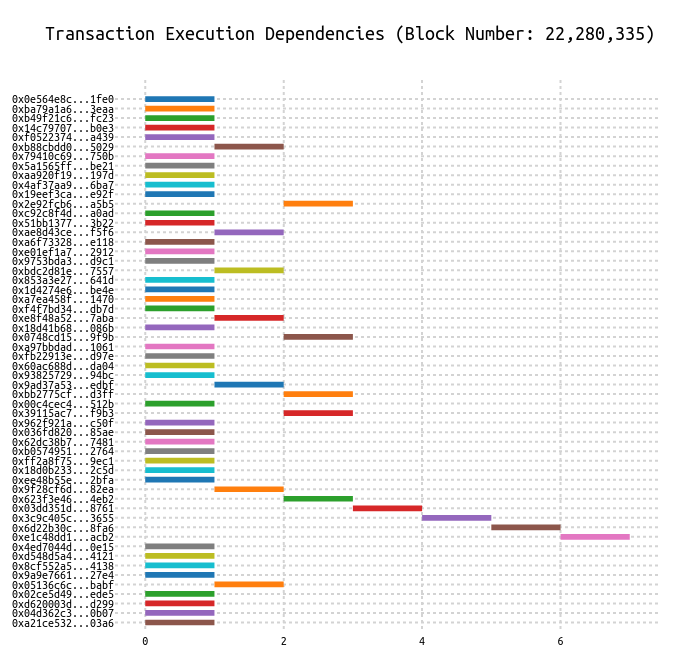 Transaction Execution Dependencies (Block Number: 22,280,335)
0x0e564e8c...1fe0
0xba79a1a6...3eaa
0xb49f21c6...fc23
0x14c79707...b0e3
0xf0522374...a439
0xb88cbdd0...5029
0x79410c69...750b
0x5a1565ff...be21
0xaa920f19...197d
0x4af37aa9...6ba7
0x19eef3ca...e92f
0x2e92fcb6...a5b5
0xc92c8f4d...a0ad
0x51bb1377...3b22
0xae8d43ce...f5f6
0xa6f73328...e118
0xe01ef1a7...2912
0x9753bda3...d9c1
0xbdc2d81e...7557
0x853a3e27...641d
0x1d4274e6...be4e
0xa7ea458f...1470
0xf4f7bd34...db7d
0xe8f48a52...7aba
0x18d41b68...086b
0x0748cd15...9f9b
0xa97bbdad...1061
0xfb22913e...d97e
0x60ac688d...da04
0x93825729...94bc
0x9ad37a53...edbf
0xbb2775cf...d3ff
0x00c4cec4...512b
0x39115ac7...f9b3
0x962f921a...c50f
0x036fd820...85ae
0x62dc38b7...7481
0xb0574951...2764
0xff2a8f75...9ec1
0x18d0b233...2c5d
0xee48b55e...2bfa
0x9f28cf6d...82ea
0x623f3e46...4eb2
0x03dd351d...8761
0x3c9c405c...3655
0x6d22b30c...8fa6
0xe1c48dd1...acb2
0x4ed7044d...0e15
0xd548d5a4...4121
0x8cf552a5...4138
0x9a9e7661...27e4
0x05136c6c...babf
0x02ce5d49...ede5
0xd620003d...d299
0x04d362c3...0b07
0xa21ce532...03a6
0 2 4 6